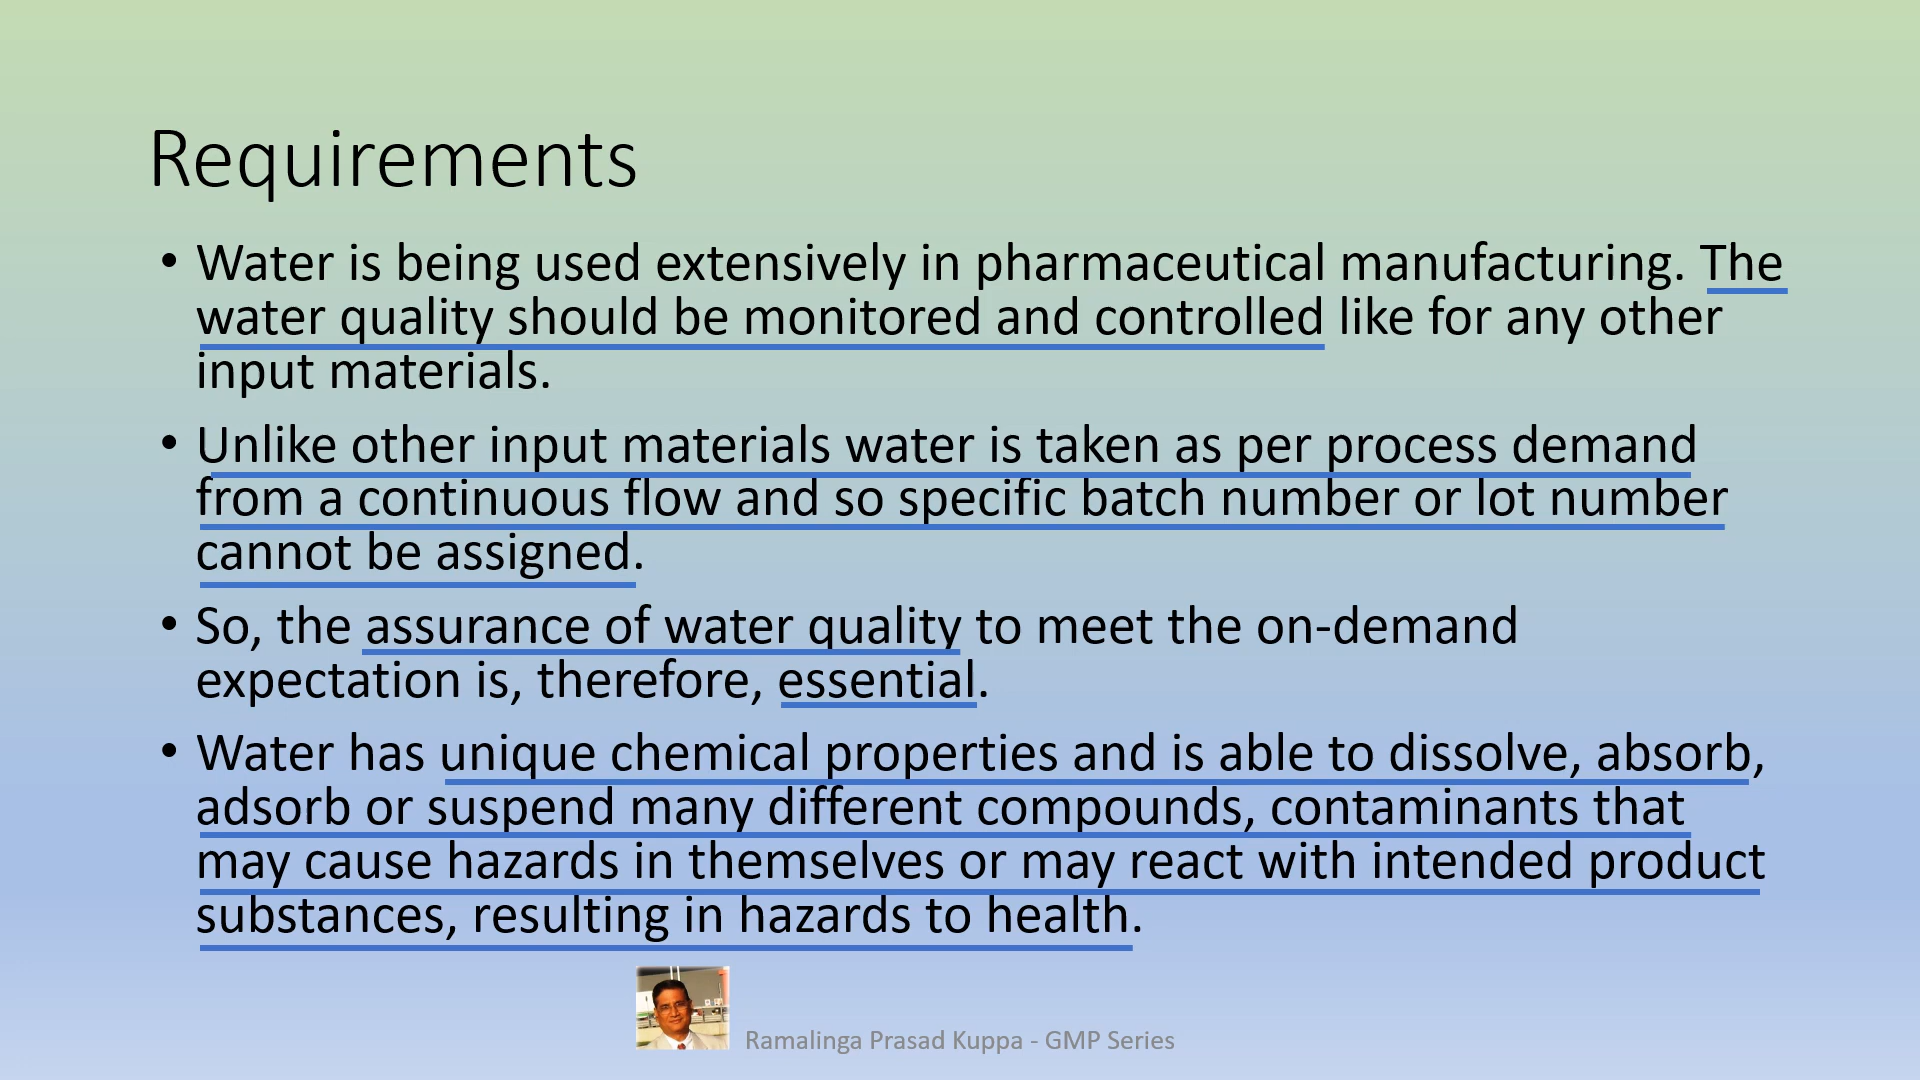 Requirements
• Water is being used extensively in pharmaceutical manufacturing. The
water quality should be monitored and controlled like for any other
input materials.
• Unlike other input materials water is taken as per process demand
from a continuous flow and so specific batch number or lot number
cannot be assigned.
• So, the assurance of water quality to meet the on-demand
expectation is, therefore, essential.
• Water has unique chemical properties and is able to dissolve, absorb,
adsorb or suspend many different compounds, contaminants that
may cause hazards in themselves or may react with intended product
substances, resulting in hazards to health.
Ramalinga Prasad Kuppa - GMP Series